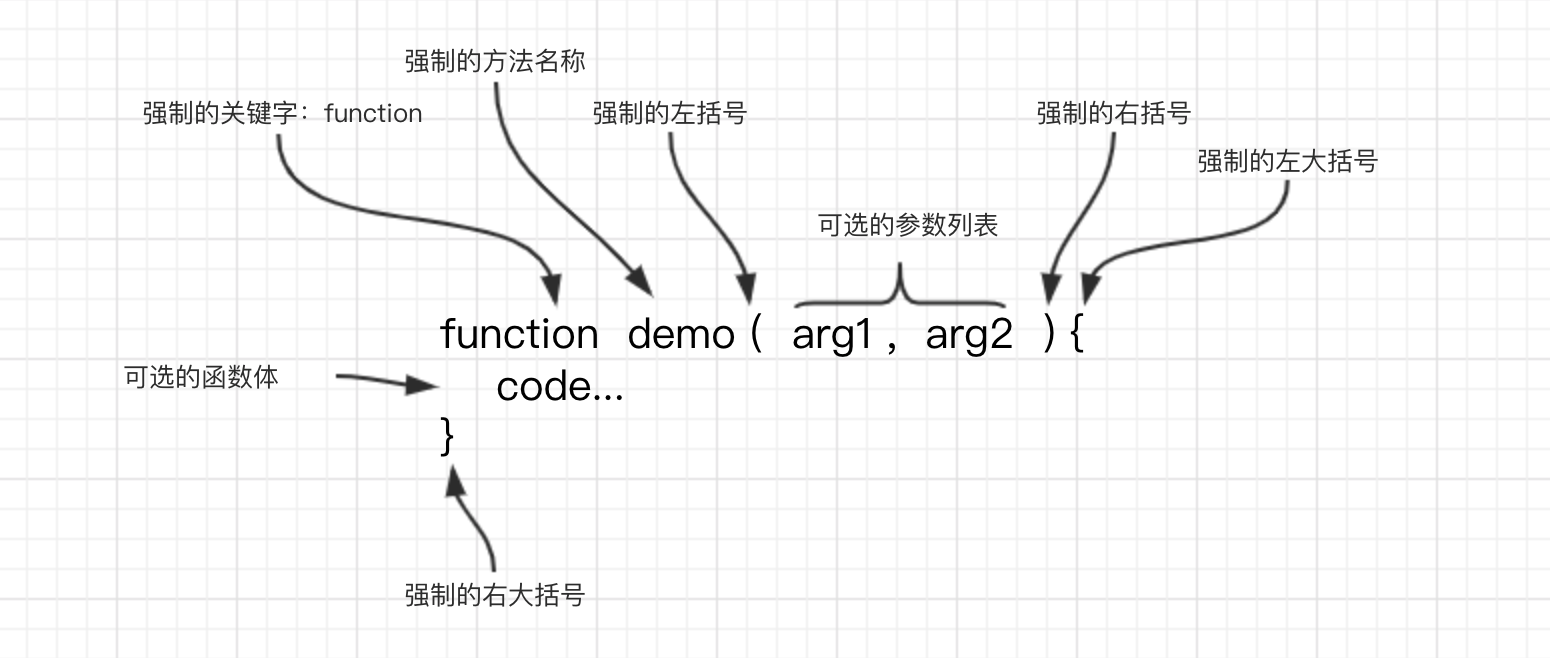 强制的方法名称
强制的关键字：function
强制的左括号
强制的右括号
强制的左大括号
可选的参数列表
function demo ( arg1 , arg2 ) {
可选的函数体
code...
}
强制的右大括号